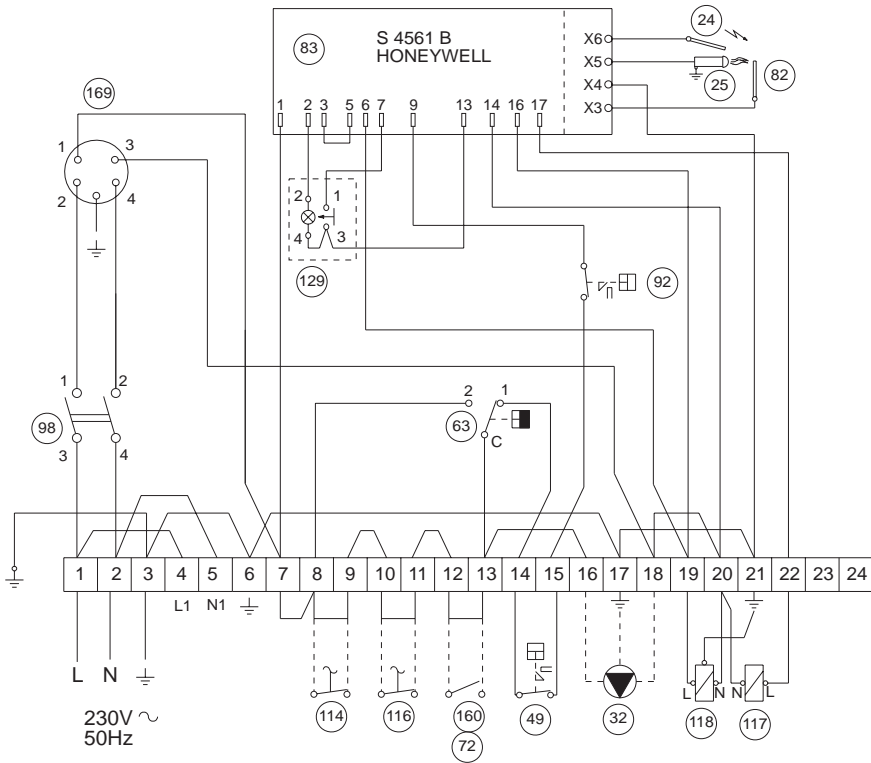 S 4561 B
HONEYWELL
83
X6
X5
X4
X3
24
25
82
1 2 3 5 6 7 9 13 14 16 17
169
1 3
2 4
2 1
4 3
129
92
1 2
98
3 4
2 1
63
C
1 2 3 4 5 6 7 8 9 10 11 12 13 14 15 16 17 18 19 20 21 22 23 24
L1 N1
L N
L N N L
230V ~
50Hz
114 116 160 49 32 118 117
72